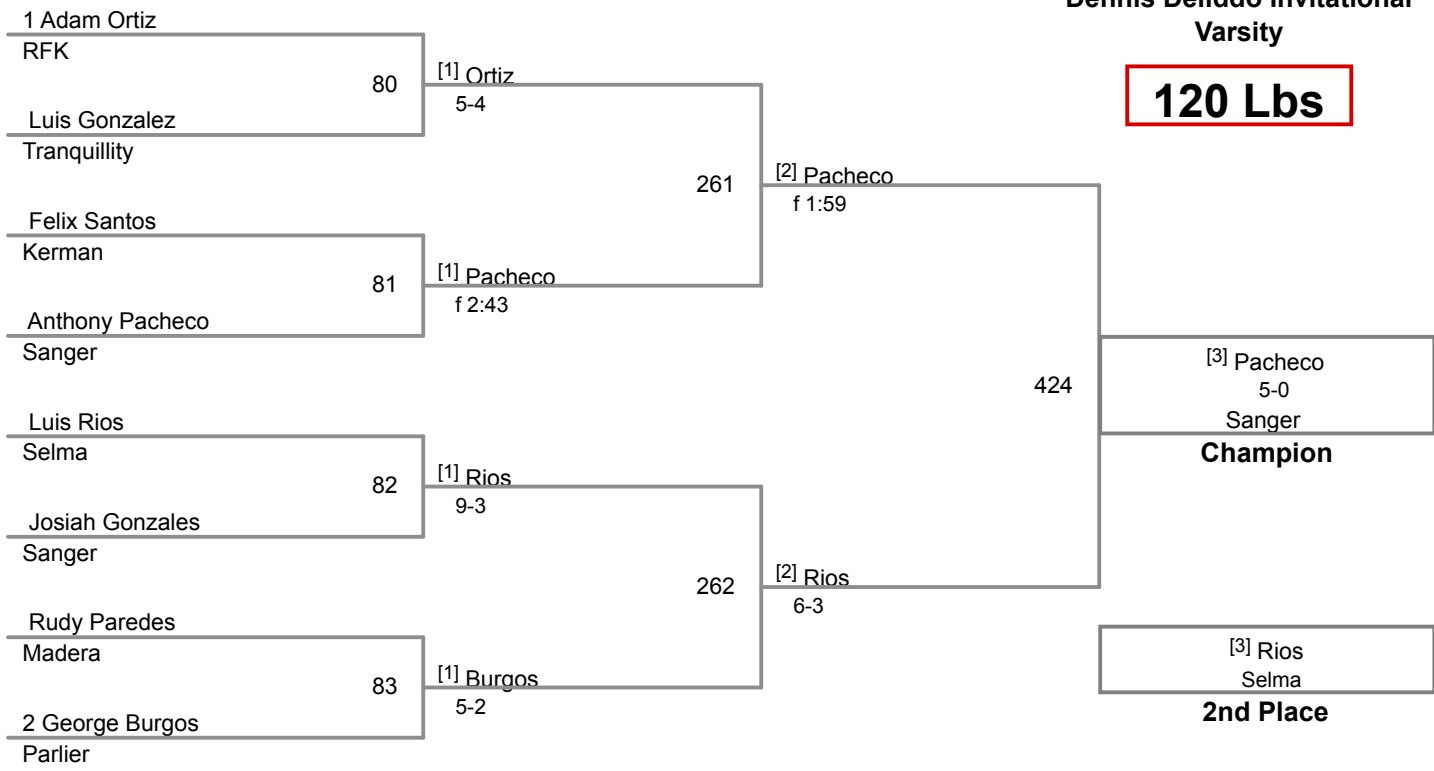 Dennis Deliddo Invitational
Varsity
120 Lbs
1 Adam Ortiz
RFK
80
[1] Ortiz
5-4
Luis Gonzalez
Tranquillity
261
[2] Pacheco
f 1:59
Felix Santos
Kerman
81
[1] Pacheco
f 2:43
Anthony Pacheco
Sanger
424
[3] Pacheco
5-0
Sanger
Champion
Luis Rios
Selma
82
[1] Rios
9-3
Josiah Gonzales
Sanger
262
[2] Rios
6-3
Rudy Paredes
Madera
83
[1] Burgos
5-2
2 George Burgos
Parlier
[3] Rios
Selma
2nd Place